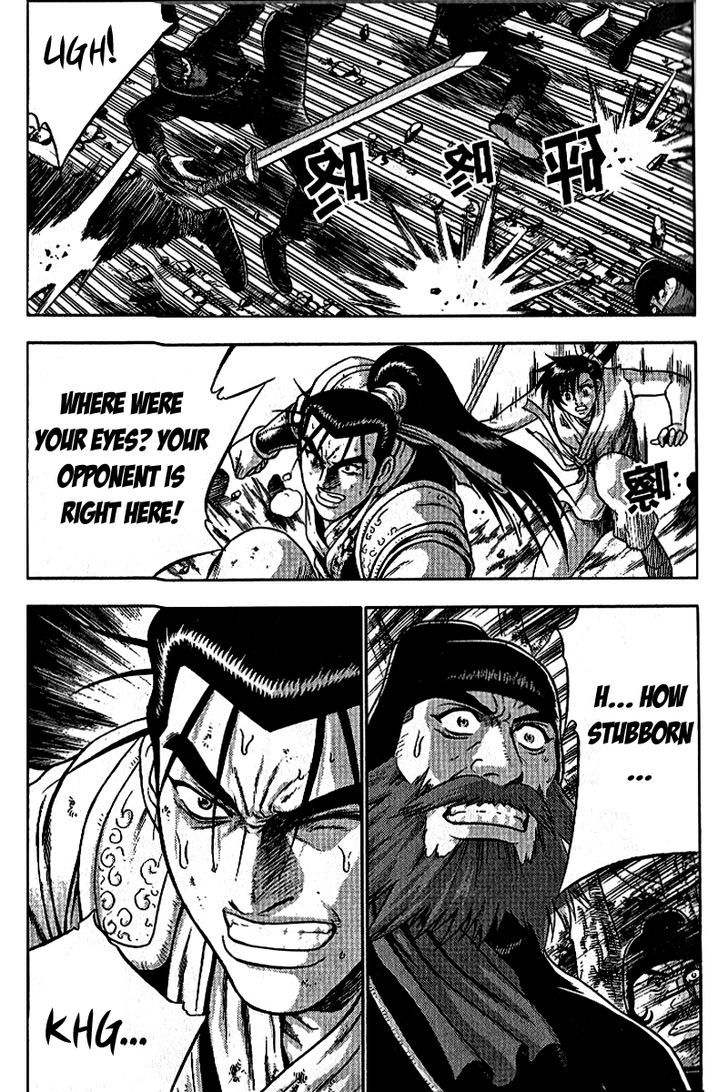 UGH!
WHERE WERE
YOUR EYES? YOUR
OPPONENT IS
RIGHT HERE!
H... HOW
STUBBORN
...
KHG...